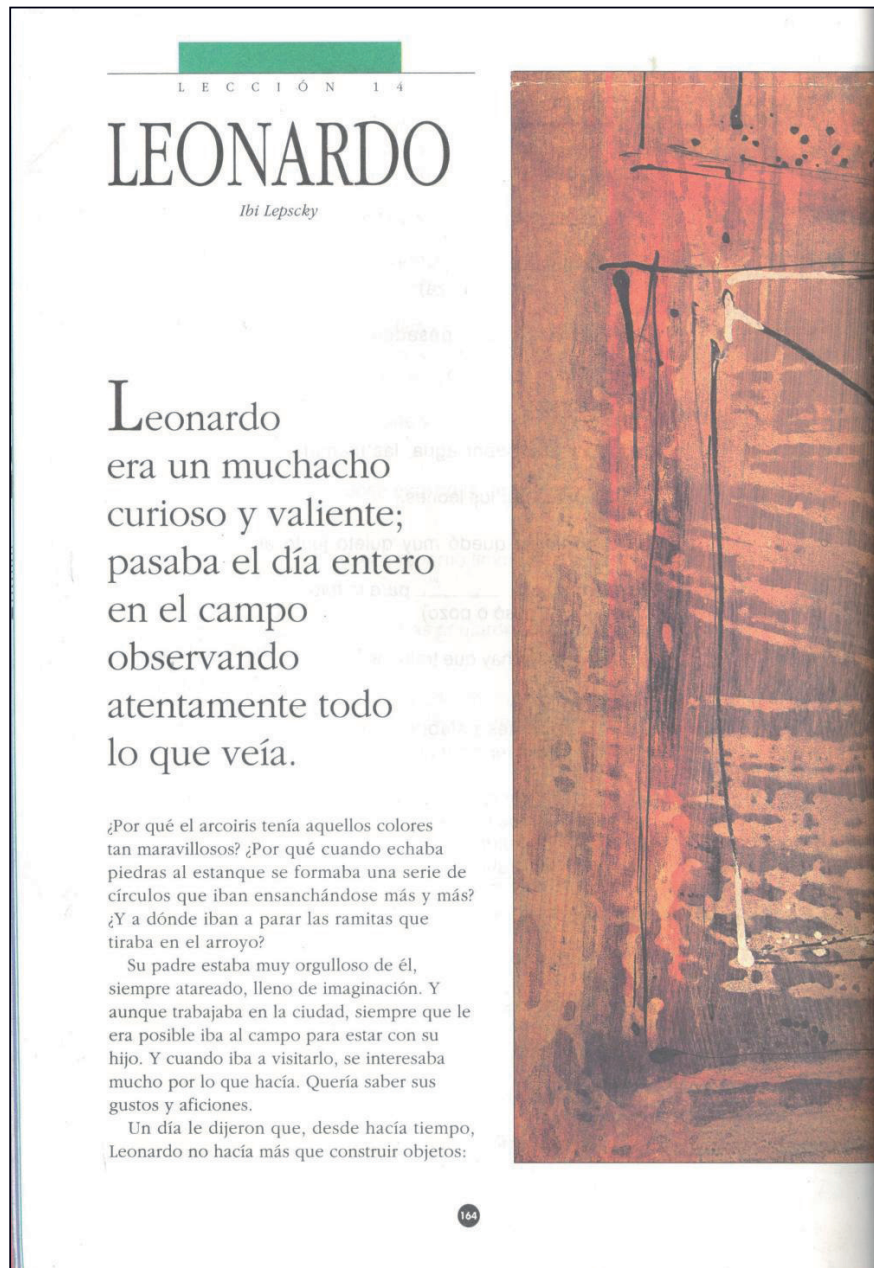 LECCIÓN 14
LEONARDO
Ibi Lepscky
Leonardo
era un muchacho
curioso y valiente;
pasaba el día entero
en el campo
observando
atentamente todo
lo que veía.
¿Por qué el arcoiris tenía aquellos colores
tan maravillosos? ¿Por qué cuando echaba
piedras al estanque se formaba una serie de
círculos que iban ensanchándose más y más?
¿Y a dónde iban a parar las ramitas que
tiraba en el arroyo?
Su padre estaba muy orgulloso de él,
siempre atareado, lleno de imaginación. Y
aunque trabajaba en la ciudad, siempre que le
era posible iba al campo para estar con su
hijo. Y cuando iba a visitarlo, se interesaba
mucho por lo que hacía. Quería saber sus
gustos y aficiones.
Un día le dijeron que, desde hacía tiempo,
Leonardo no hacía más que construir objetos:
164